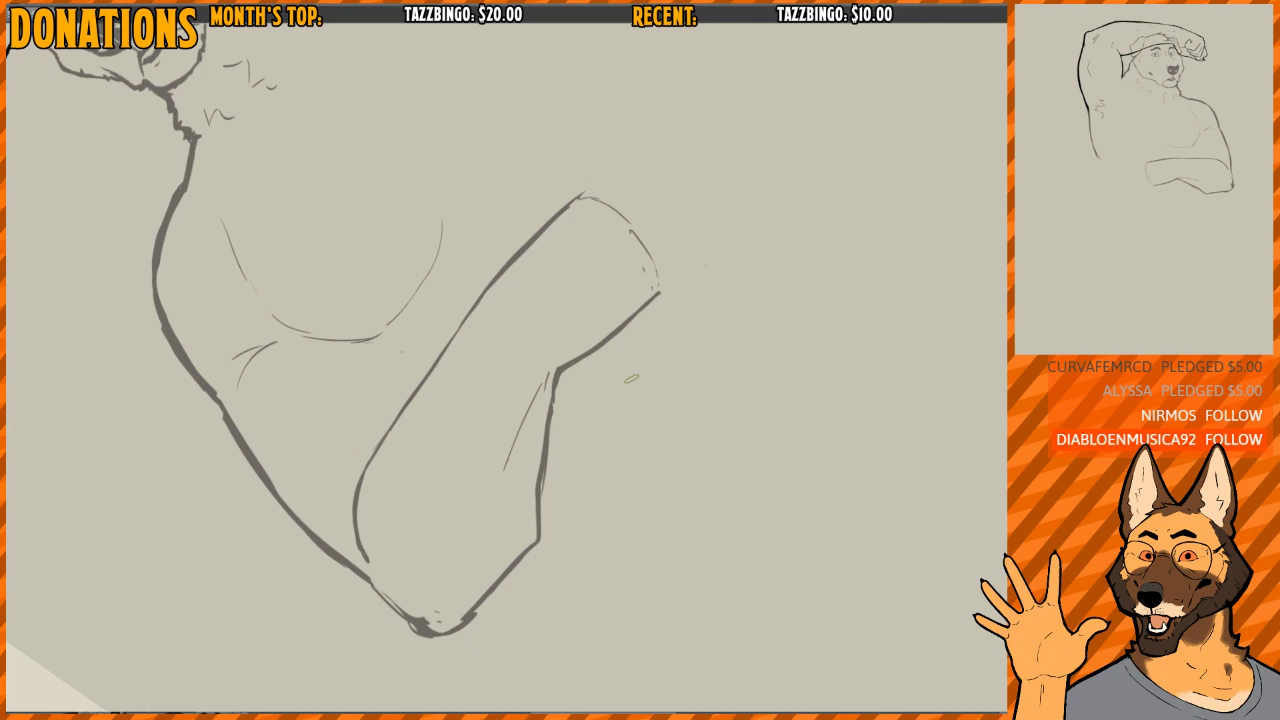 DONATIONS
MONTH'S TOP: TAZZBINGO: $20.00 RECENT: TAZZBINGO: $10.00
CURVAFEMRCD PLEDGED $5.00
ALYSSA PLEDGED $5.00
NIRMOS FOLLOW
DIABLOENMUSICA92 FOLLOW